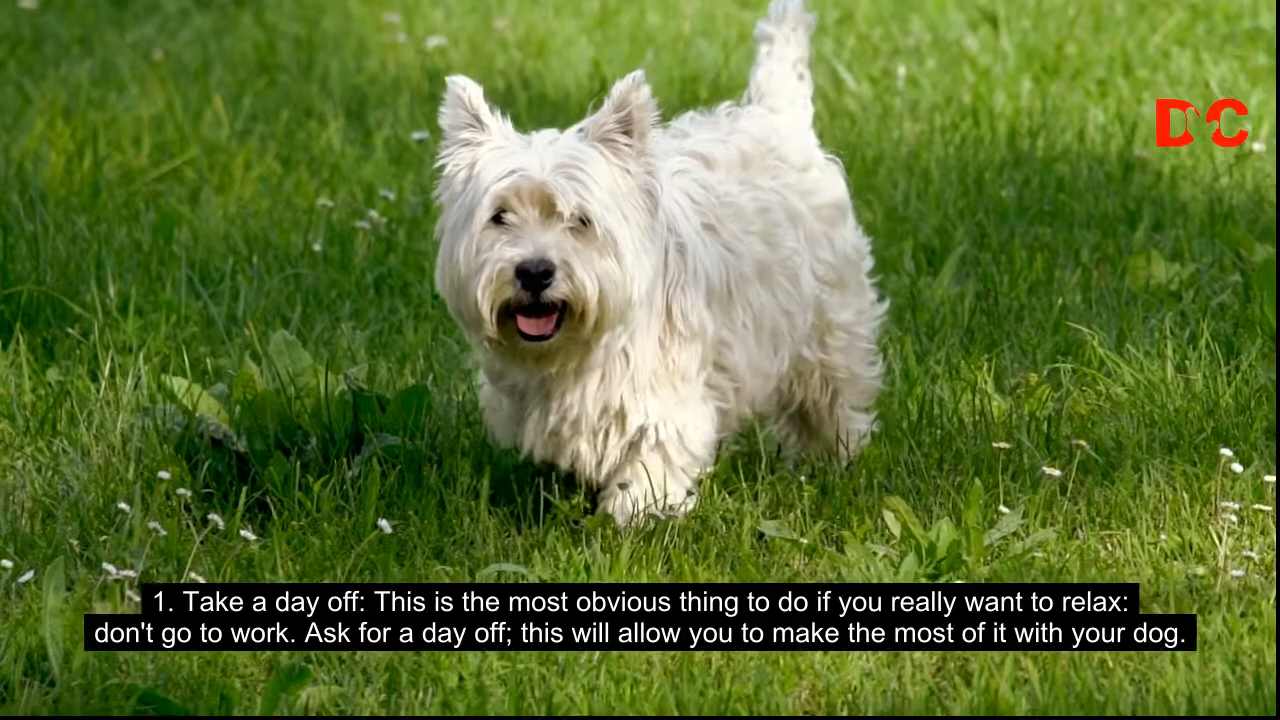 DC
1. Take a day off: This is the most obvious thing to do if you really want to relax:
don't go to work. Ask for a day off; this will allow you to make the most of it with your dog.